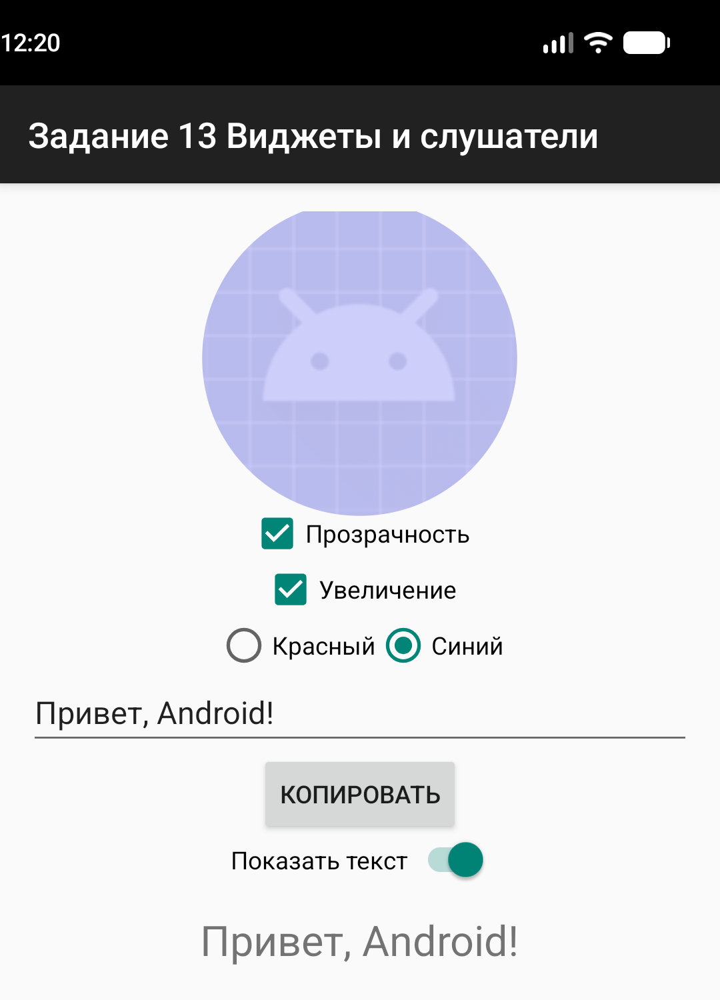 12:20
Задание 13 Виджеты и слушатели
Прозрачность
Увеличение
Красный Синий
Привет, Android!
КОПИРОВАТЬ
Показать текст
Привет, Android!